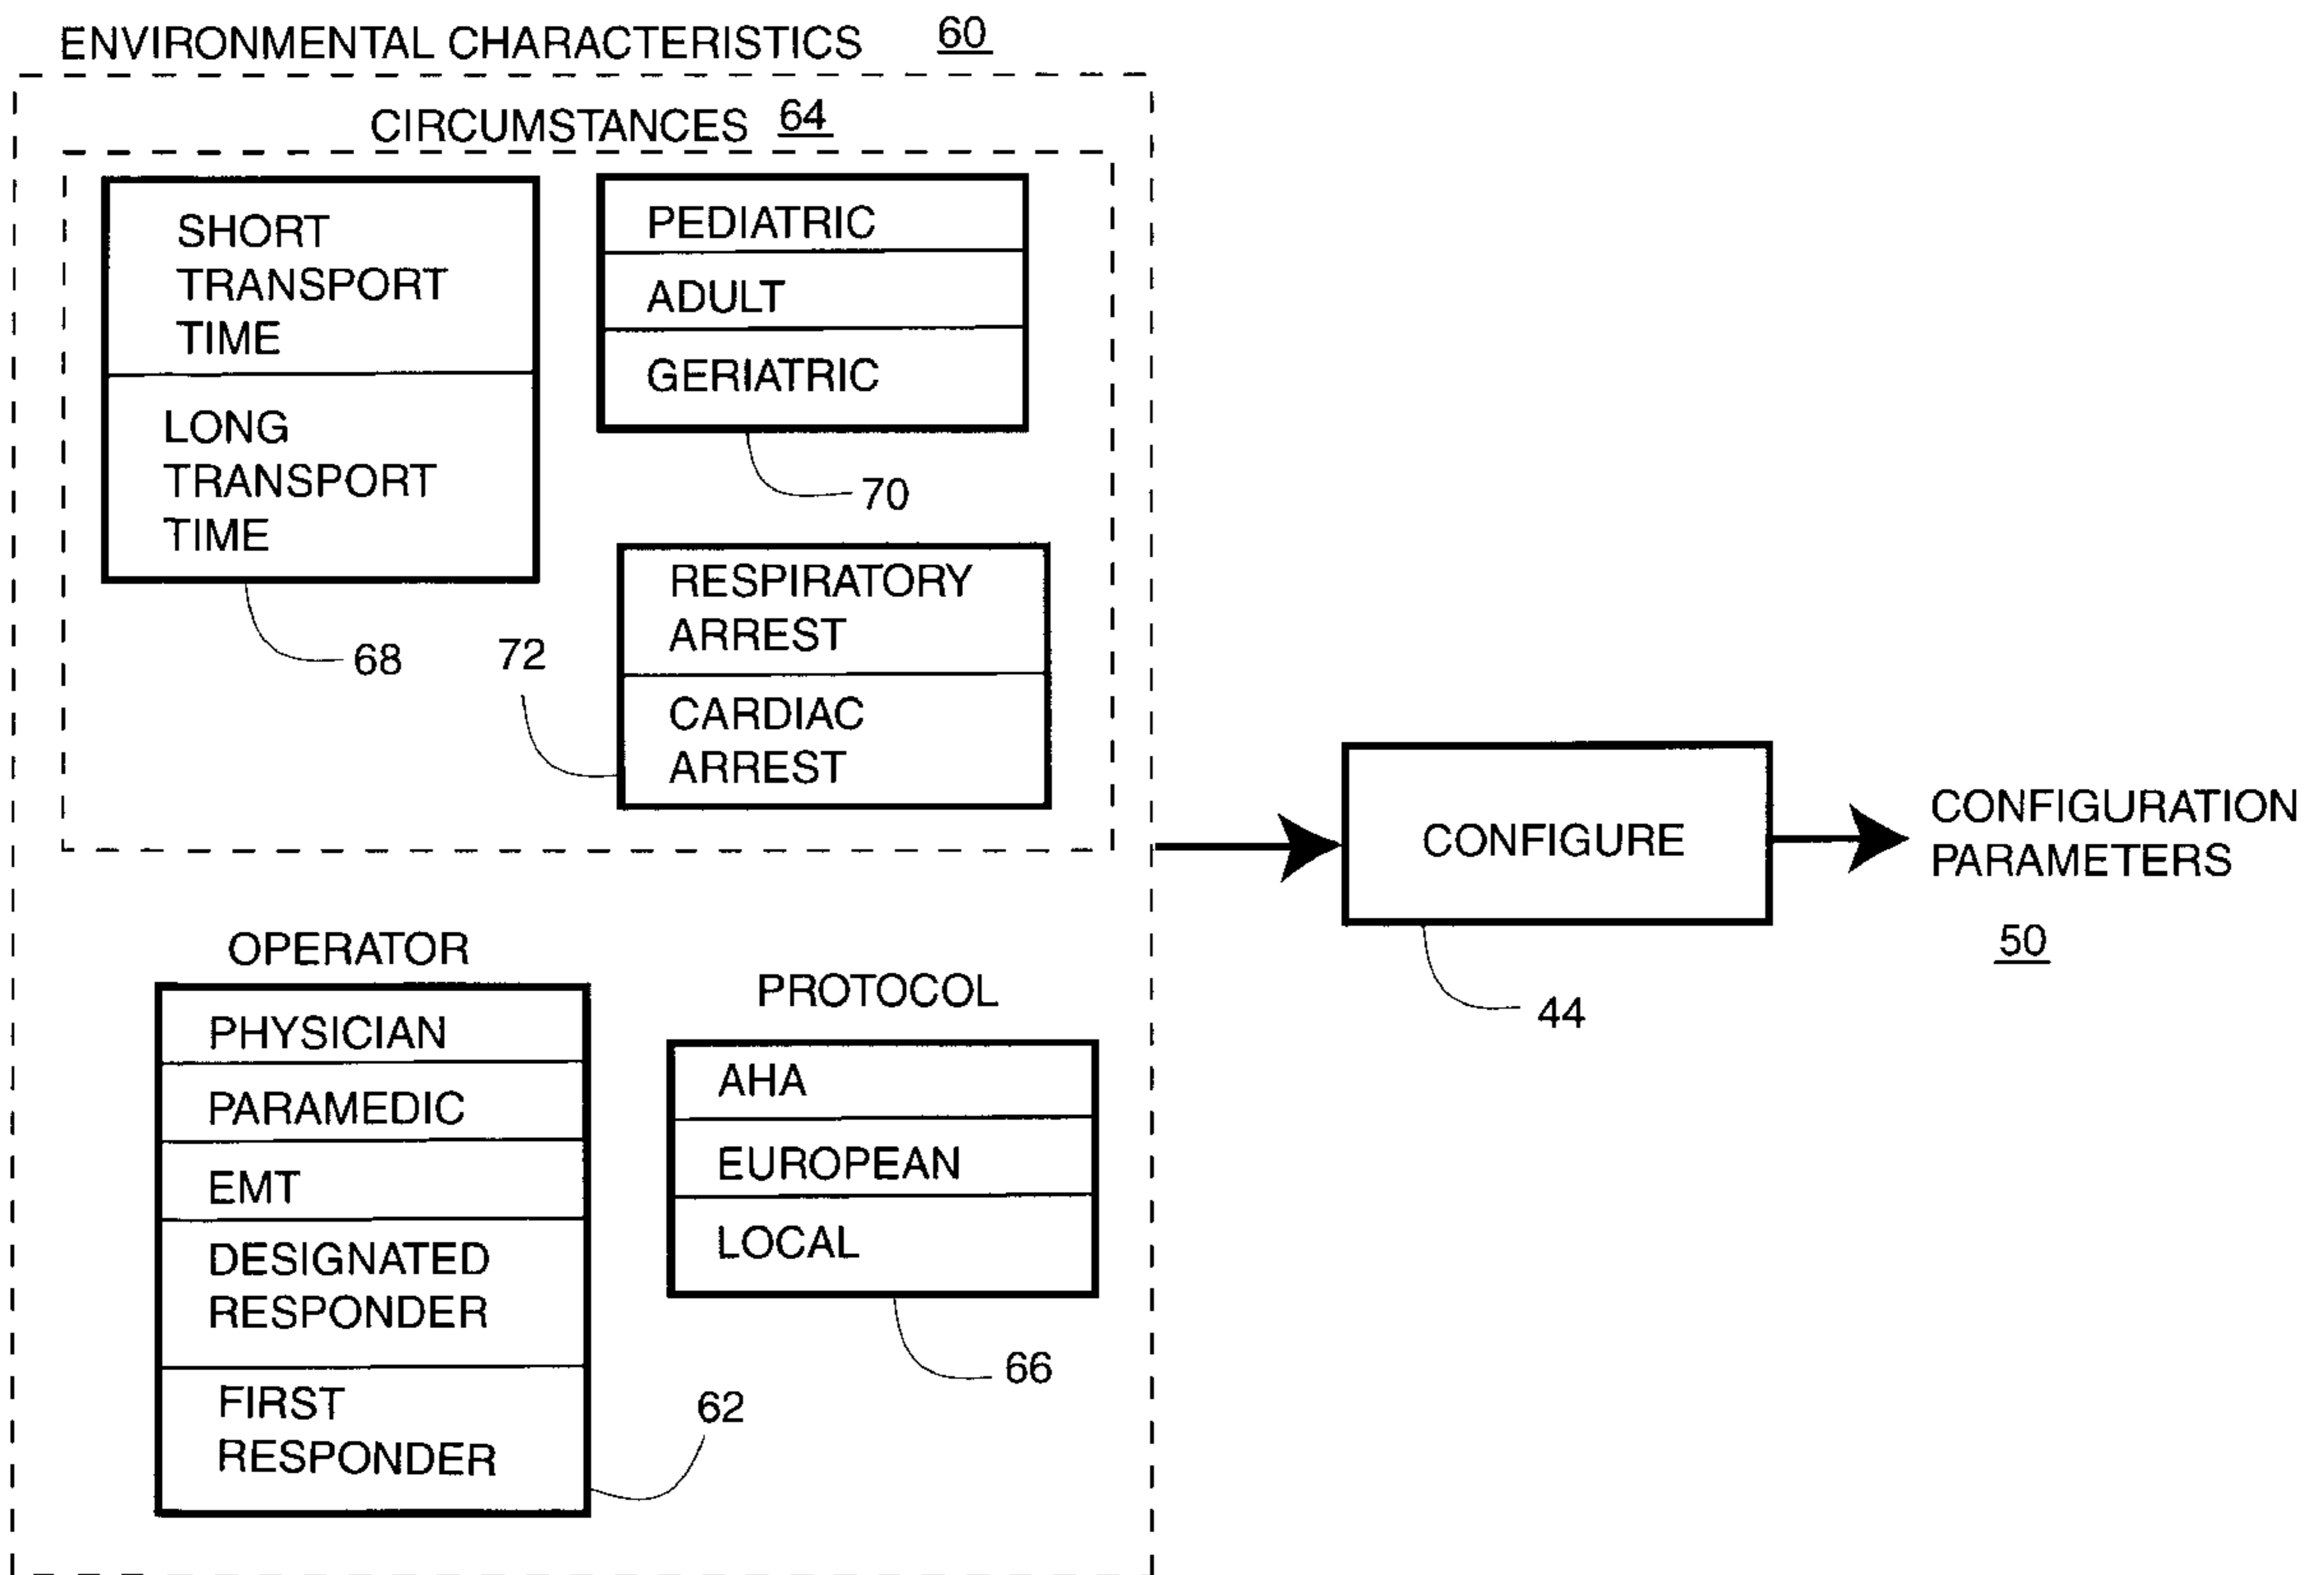 ENVIRONMENTAL CHARACTERISTICS 60
CIRCUMSTANCES 64
SHORT
TRANSPORT
TIME
LONG
TRANSPORT
TIME
68
PEDIATRIC
ADULT
GERIATRIC
70
RESPIRATORY
ARREST
CARDIAC
ARREST
72
OPERATOR
PHYSICIAN
PARAMEDIC
EMT
DESIGNATED
RESPONDER
FIRST
RESPONDER
62
PROTOCOL
AHA
EUROPEAN
LOCAL
66
CONFIGURE
44
CONFIGURATION
PARAMETERS
50